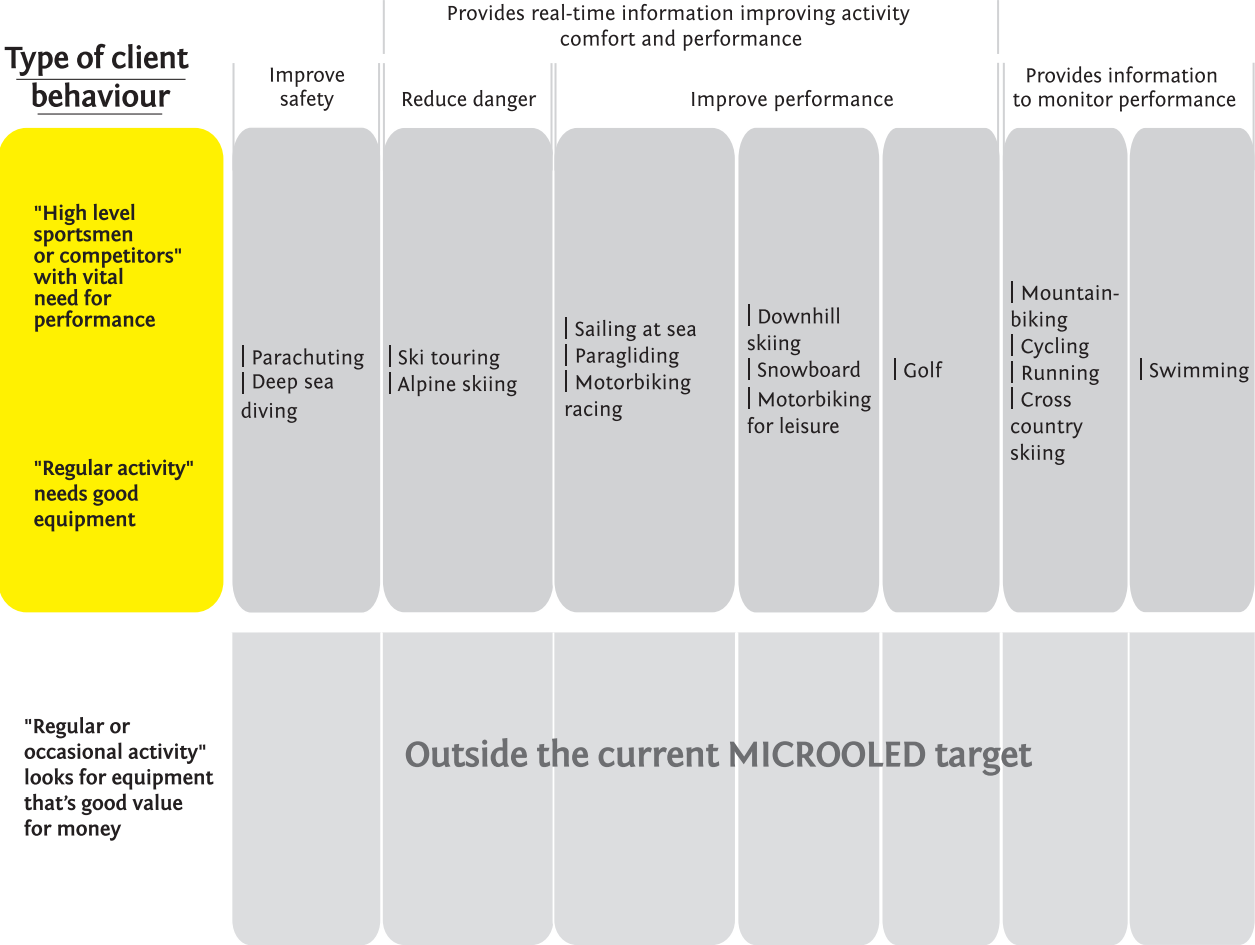 Provides real-time information improving activity
comfort and performance
Type of client
behaviour
Improve
safety
Reduce danger
Improve performance
Provides information
to monitor performance
"High level
sportsmen
or competitors"
with vital
need for
performance
"Regular activity"
needs good
equipment
| Parachuting
| Deep sea
diving
| Ski touring
| Alpine skiing
| Sailing at sea
| Paragliding
| Motorbiking
racing
| Downhill
skiing
| Snowboard
| Motorbiking
for leisure
| Golf
| Mountain-
biking
| Cycling
| Running
| Cross
country
skiing
| Swimming
"Regular or
occasional activity"
looks for equipment
that's good value
for money
Outside the current MICROOLED target